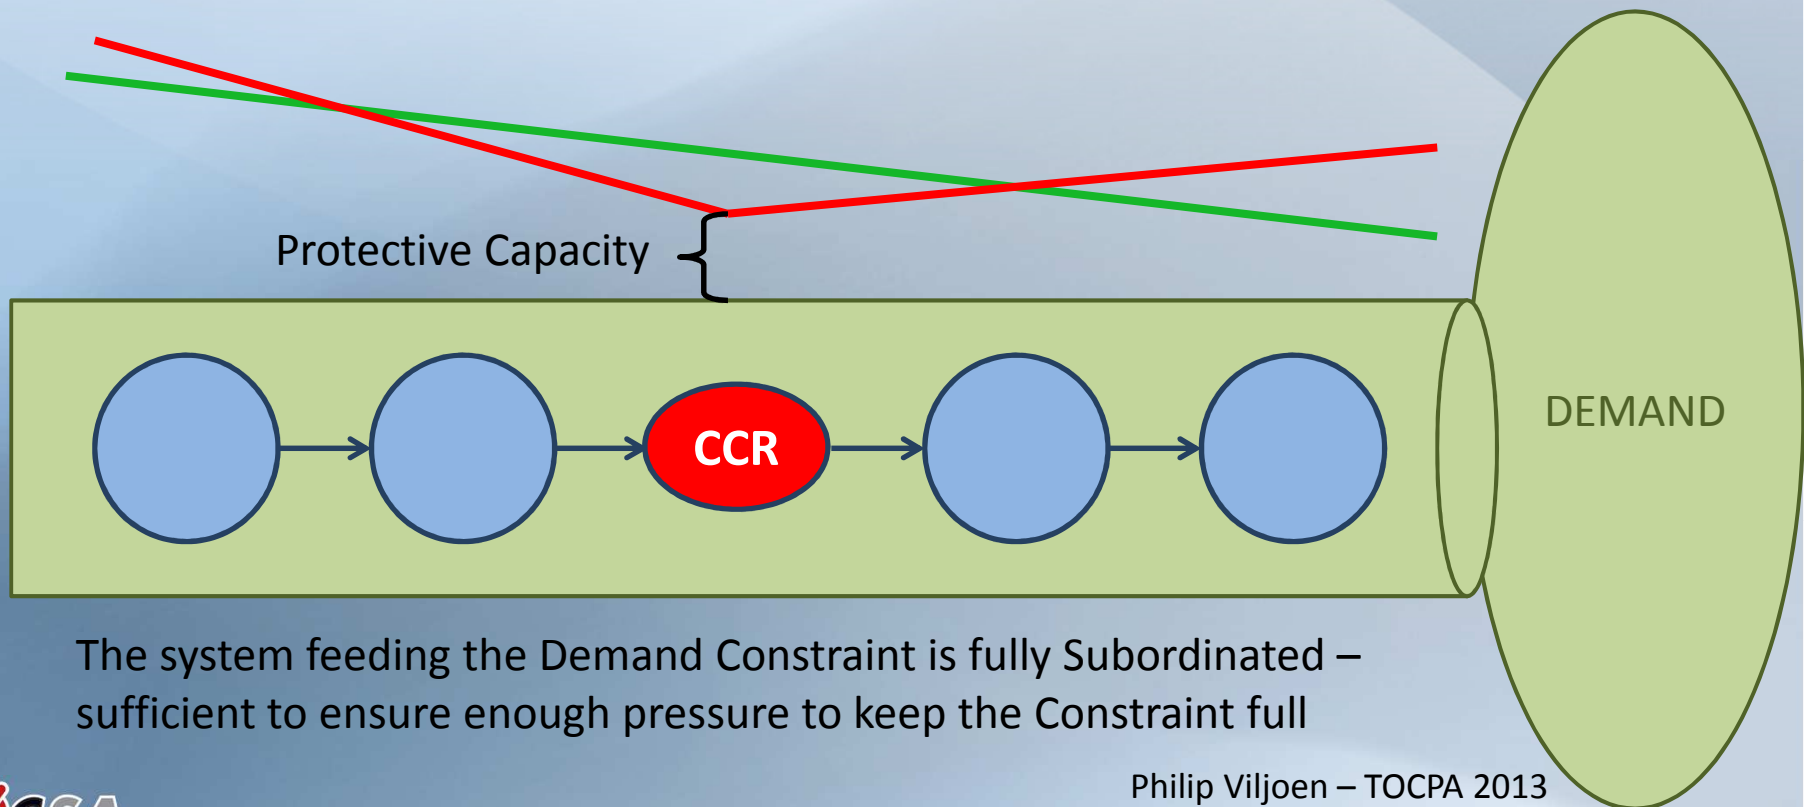 Protective Capacity
CCR
DEMAND
The system feeding the Demand Constraint is fully Subordinated –
sufficient to ensure enough pressure to keep the Constraint full
Philip Viljoen – TOCPA 2013